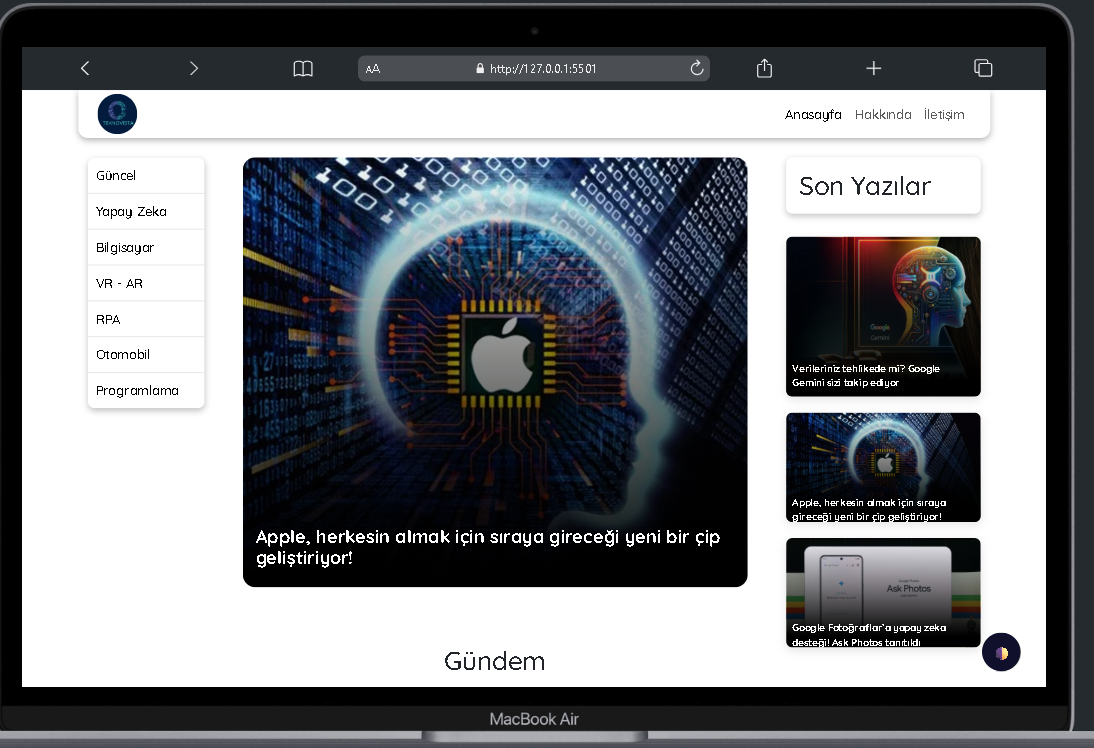 AA
http://127.0.0.1:5501
TEKNOVISTA
Anasayfa Hakkında İletişim
Güncel
Yapay Zeka
Bilgisayar
VR - AR
RPA
Otomobil
Programlama
Apple, herkesin almak için sıraya gireceği yeni bir çip
geliştiriyor!
Gündem
Son Yazılar
Google
Gemini
Verileriniz tehlikede mi? Google
Gemini sizi takip ediyor
Apple, herkesin almak için sıraya
gireceği yeni bir çip geliştiriyor!
Ask Photos
Google Fotoğraflar'a yapay zeka
desteği! Ask Photos tanıtıldı
MacBook Air